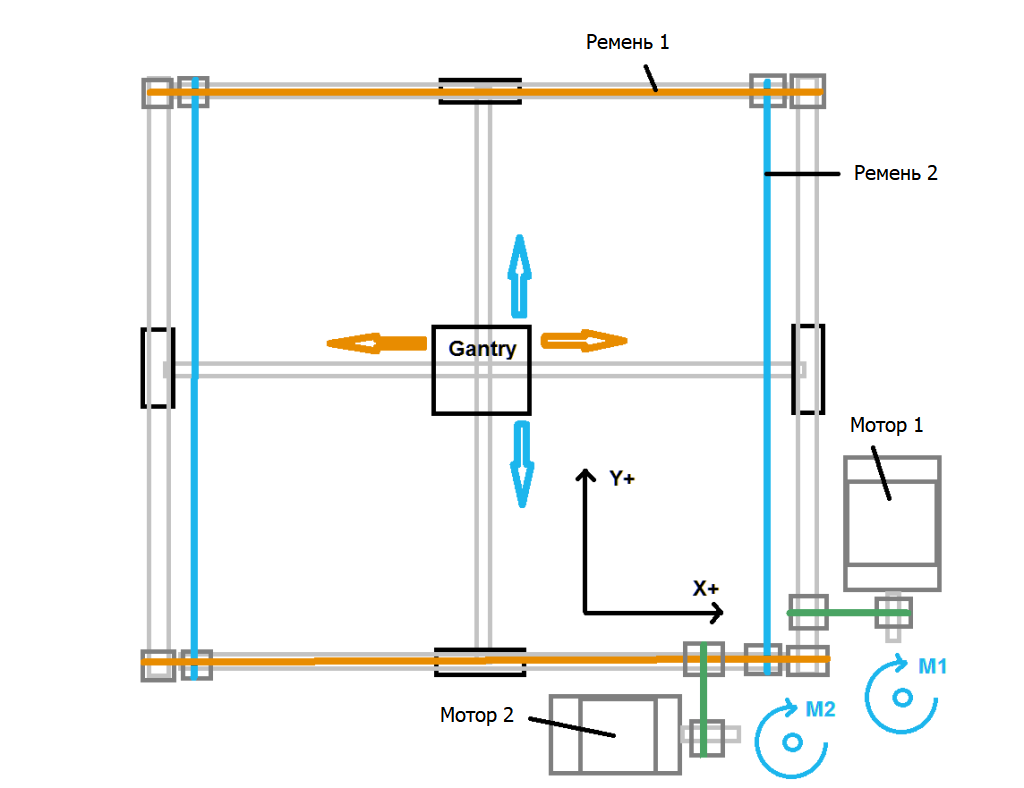 Ремень 1
Ремень 2
Gantry
Мотор 1
Y+
X+
M1
Мотор 2
M2